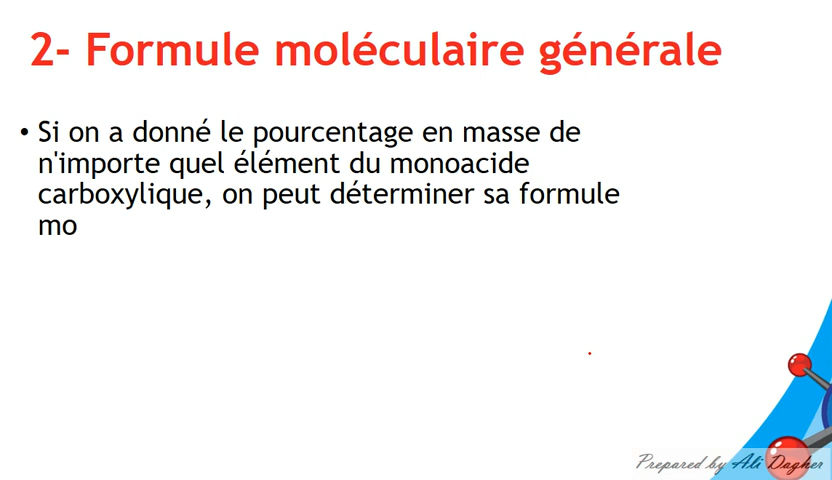 2- Formule moléculaire générale
• Si on a donné le pourcentage en masse de
n'importe quel élément du monoacide
carboxylique, on peut déterminer sa formule
mo
Prepared by Ali Dagher